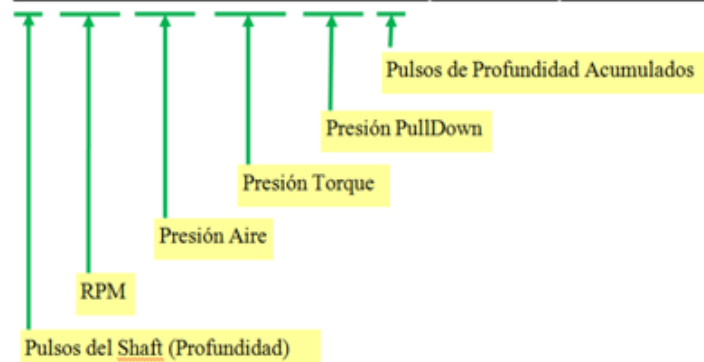 Pulsos de Profundidad Acumulados
Presión PullDown
Presión Torque
Presión Aire
RPM
Pulsos del Shaft (Profundidad)